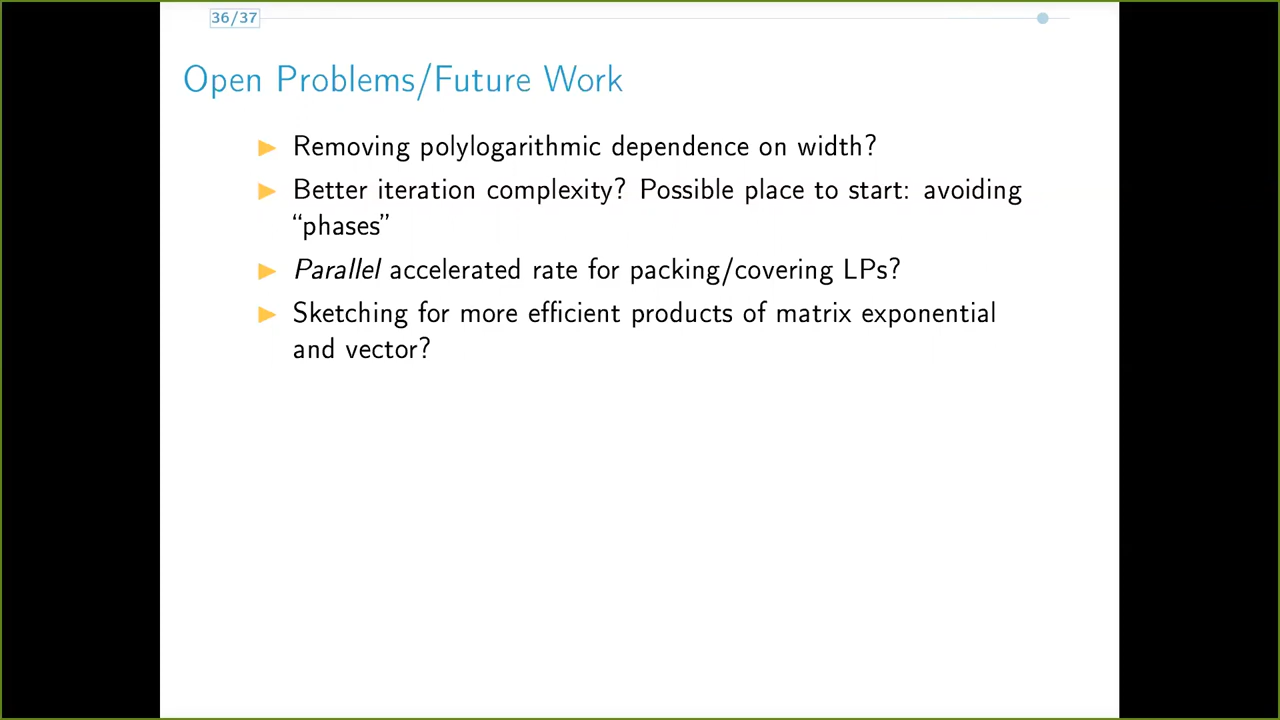 36/37
Open Problems/Future Work
Removing polylogarithmic dependence on width?
Better iteration complexity? Possible place to start: avoiding
“phases”
Parallel accelerated rate for packing/covering LPs?
Sketching for more efficient products of matrix exponential
and vector?